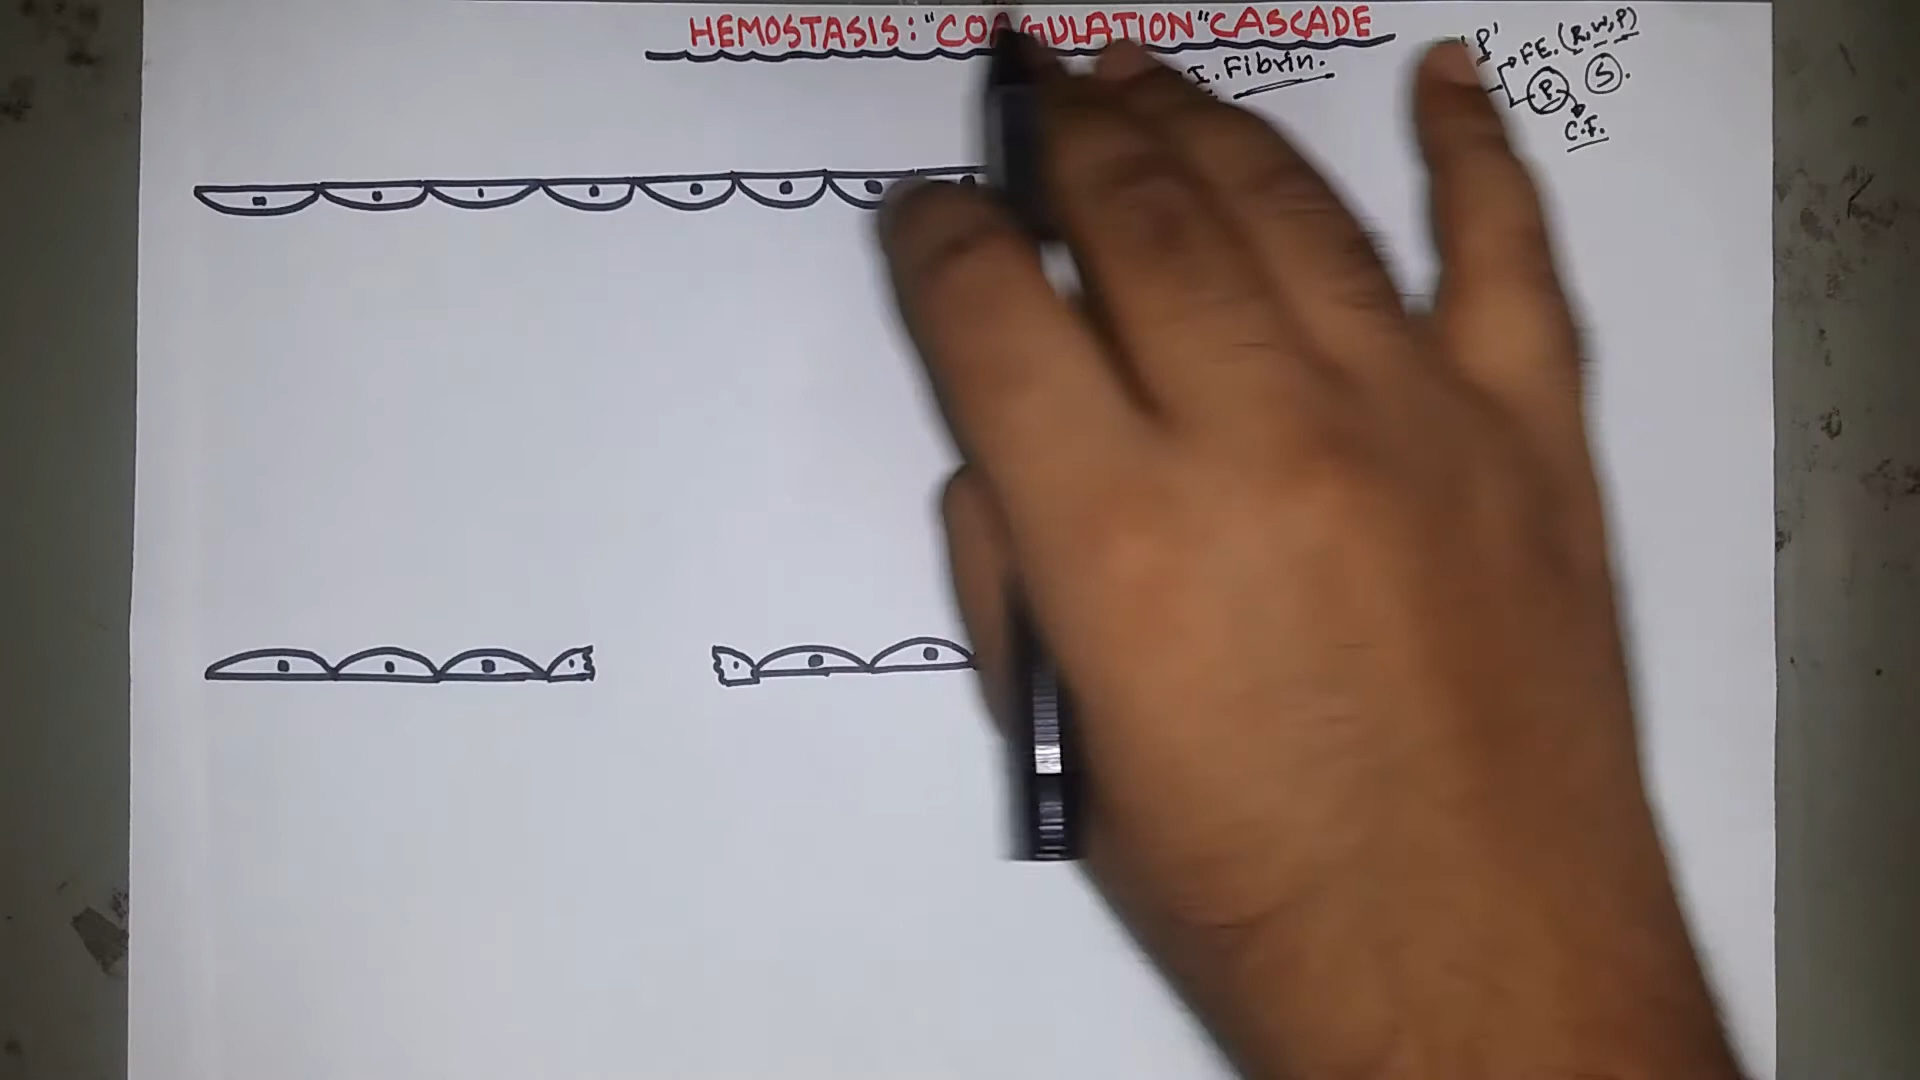 HEMOSTASIS: "COAGULATION" CASCADE
I. Fibrin.
'P'
FE. (R, W, P)
P S.
C.F.